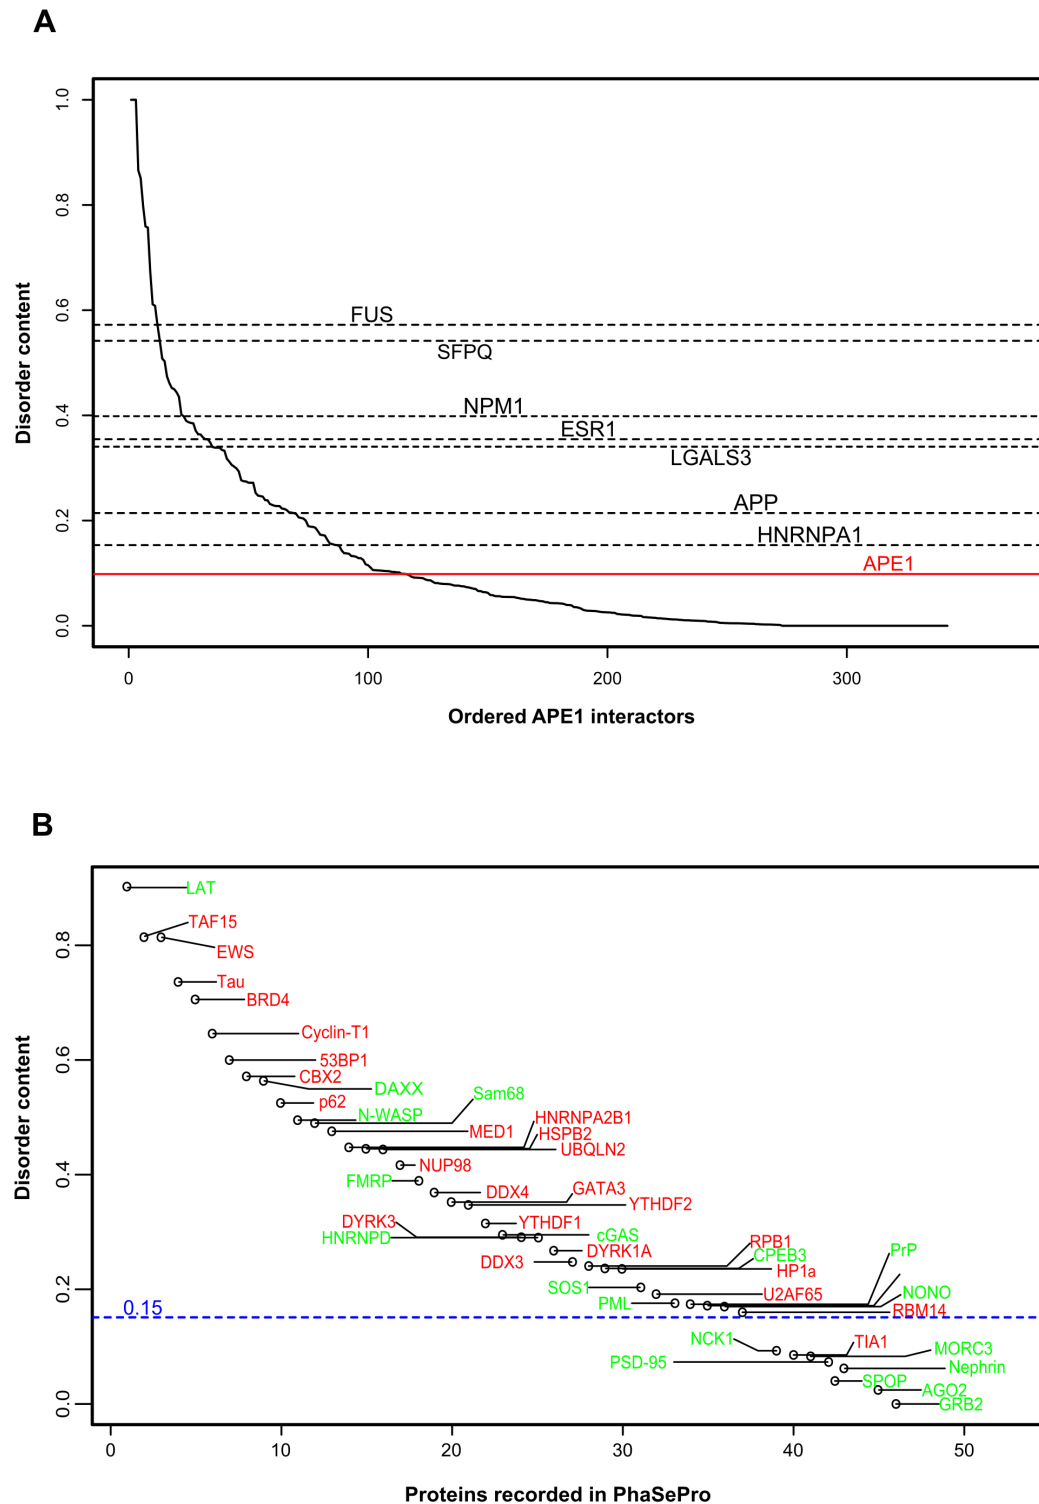 A
1.0
0.8
0.6
0.4
0.2
0.0
Disorder content
FUS
SFPQ
NPM1
ESR1
LGALS3
APP
HNRNPA1
APE1
0
100
200
300
Ordered APE1 interactors
B
0.8
0.6
0.4
0.2
0.0
Disorder content
LAT
TAF15
EWS
Tau
BRD4
Cyclin-T1
53BP1
CBX2
DAXX
Sam68
p62
N-WASP
HNRNPA2B1
MED1
HSPB2
UBQLN2
NUP98
FMRP
DDX4
GATA3
YTHDF2
DYRK3
YTHDF1
HNRNPD
cGAS
RPB1
PrP
DYRK1A
CPEB3
DDX3
HP1a
SOS1
U2AF65
NONO
PML
RBM14
0.15
NCK1
TIA1
MORC3
PSD-95
Nephrin
SPOP
AGO2
GRB2
0
10
20
30
40
50
Proteins recorded in PhaSePro